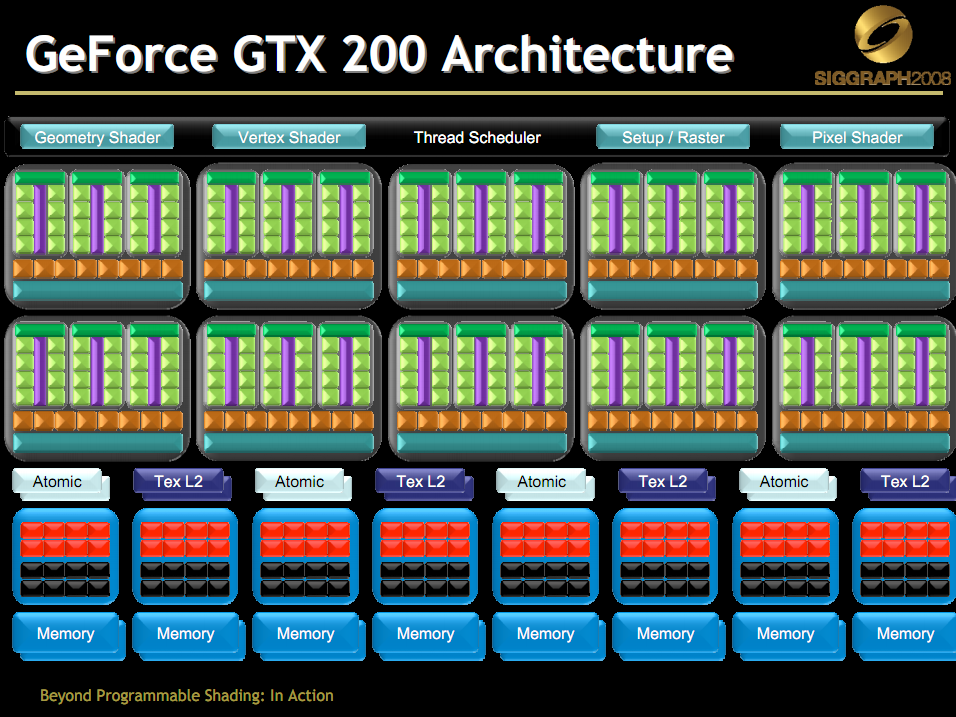 GeForce GTX 200 Architecture
SIGGRAPH2008
Geometry Shader
Vertex Shader
Thread Scheduler
Setup / Raster
Pixel Shader
Atomic
Tex L2
Atomic
Tex L2
Atomic
Tex L2
Atomic
Tex L2
Memory
Memory
Memory
Memory
Memory
Memory
Memory
Memory
Beyond Programmable Shading: In Action